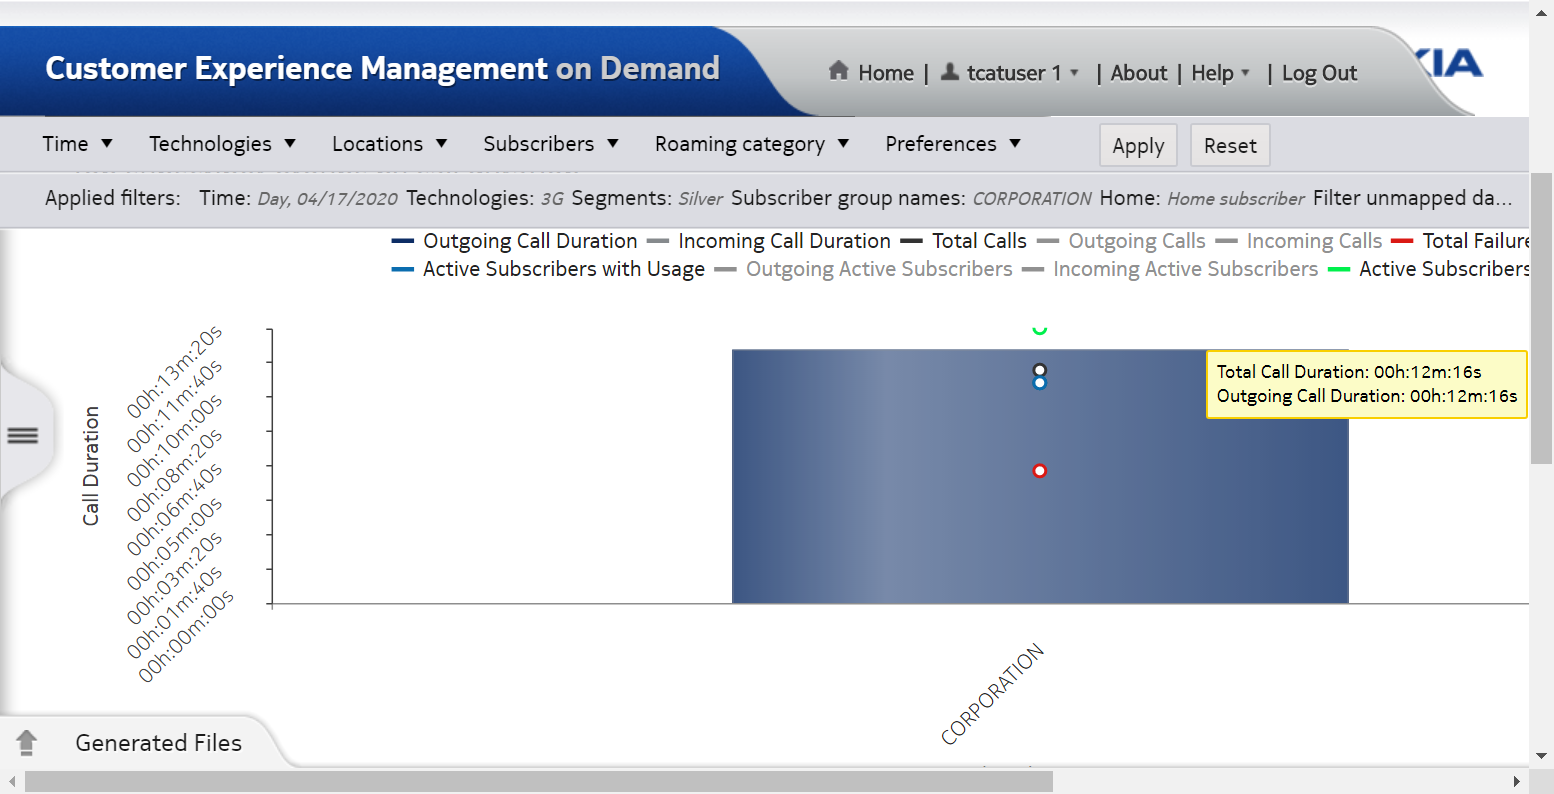 Customer Experience Management on Demand
Home | tcatuser 1 | About | Help | Log Out
Time Technologies Locations Subscribers Roaming category Preferences Apply Reset
Applied filters: Time: Day, 04/17/2020 Technologies: 3G Segments: Silver Subscriber group names: CORPORATION Home: Home subscriber Filter unmapped da...
Outgoing Call Duration Incoming Call Duration Total Calls Outgoing Calls Incoming Calls Total Failure
Active Subscribers with Usage Outgoing Active Subscribers Incoming Active Subscribers Active Subscribers
Call Duration
00h:13m:20s
00h:11m:40s
00h:10m:00s
00h:08m:20s
00h:06m:40s
00h:05m:00s
00h:03m:20s
00h:01m:40s
00h:00m:00s
Total Call Duration: 00h:12m:16s
Outgoing Call Duration: 00h:12m:16s
CORPORATION
Generated Files